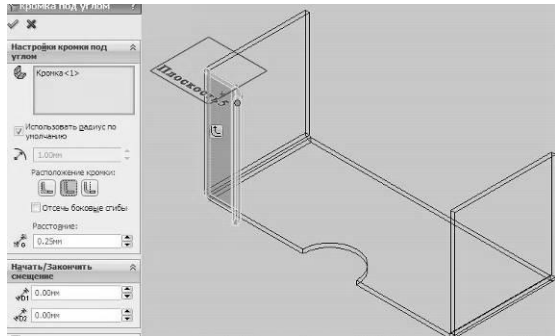 Кромка под углом ?
Настройки кромки под углом
Кромка<1>
Использовать радиус по умолчанию
1.00мм
Расположение кромки:
Отсечь боковые сгибы
Расстояние:
0.25мм
Начать/Закончить смещение
0.00мм
0.00мм
Плоскость5